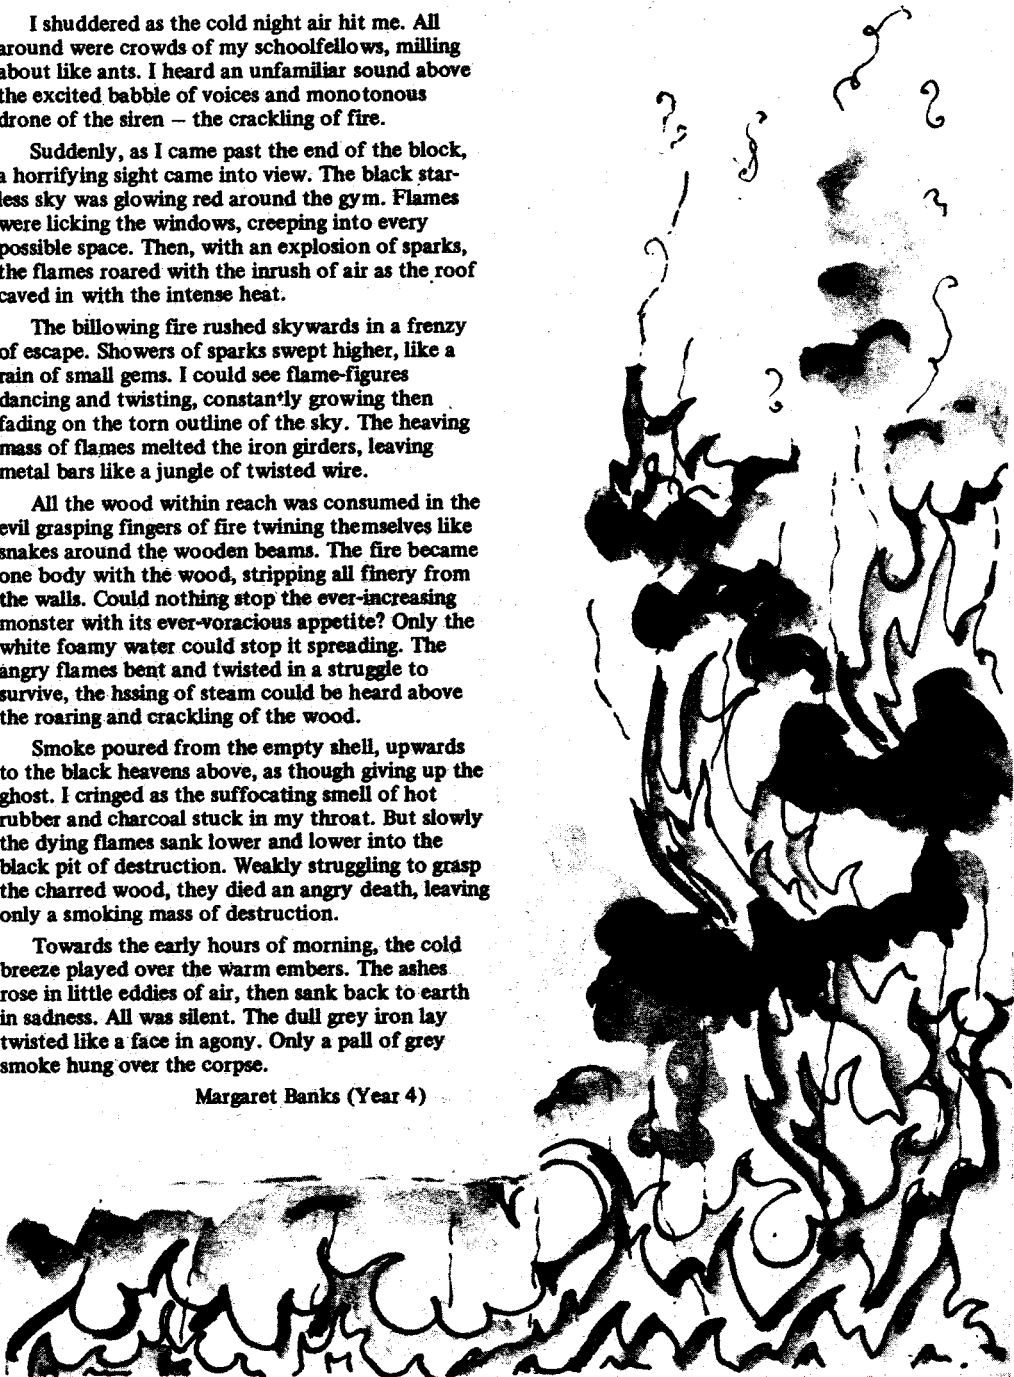 I shuddered as the cold night air hit me. All
around were crowds of my schoolfellows, milling
about like ants. I heard an unfamiliar sound above
the excited babble of voices and monotonous
drone of the siren – the crackling of fire.
Suddenly, as I came past the end of the block,
a horrifying sight came into view. The black star-
less sky was glowing red around the gym. Flames
were licking the windows, creeping into every
possible space. Then, with an explosion of sparks,
the flames roared with the inrush of air as the roof
caved in with the intense heat.
The billowing fire rushed skywards in a frenzy
of escape. Showers of sparks swept higher, like a
rain of small gems. I could see flame-figures
dancing and twisting, constantly growing then
fading on the torn outline of the sky. The heaving
mass of flames melted the iron girders, leaving
metal bars like a jungle of twisted wire.
All the wood within reach was consumed in the
evil grasping fingers of fire twining themselves like
snakes around the wooden beams. The fire became
one body with the wood, stripping all finery from
the walls. Could nothing stop the ever-increasing
monster with its ever-voracious appetite? Only the
white foamy water could stop it spreading. The
angry flames bent and twisted in a struggle to
survive, the hssing of steam could be heard above
the roaring and crackling of the wood.
Smoke poured from the empty shell, upwards
to the black heavens above, as though giving up the
ghost. I cringed as the suffocating smell of hot
rubber and charcoal stuck in my throat. But slowly
the dying flames sank lower and lower into the
black pit of destruction. Weakly struggling to grasp
the charred wood, they died an angry death, leaving
only a smoking mass of destruction.
Towards the early hours of morning, the cold
breeze played over the warm embers. The ashes
rose in little eddies of air, then sank back to earth
in sadness. All was silent. The dull grey iron lay
twisted like a face in agony. Only a pall of grey
smoke hung over the corpse.
Margaret Banks (Year 4)